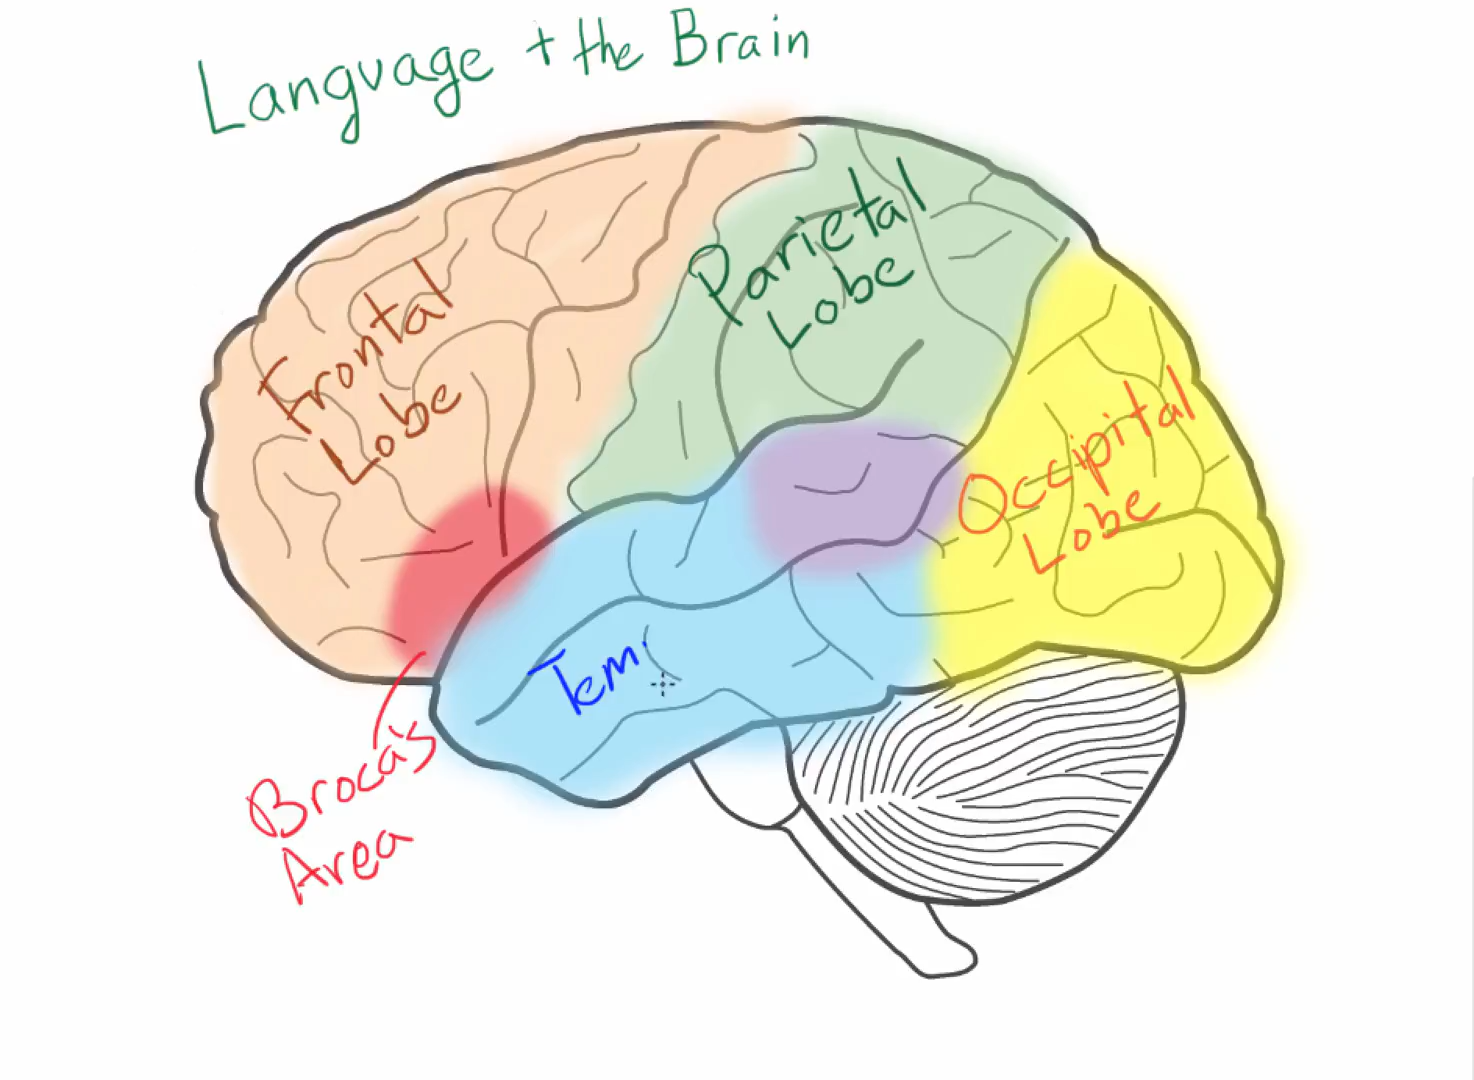 Language + the Brain
Frontal
Lobe
Parietal
Lobe
Occipital
Lobe
Tem
Broca's
Area